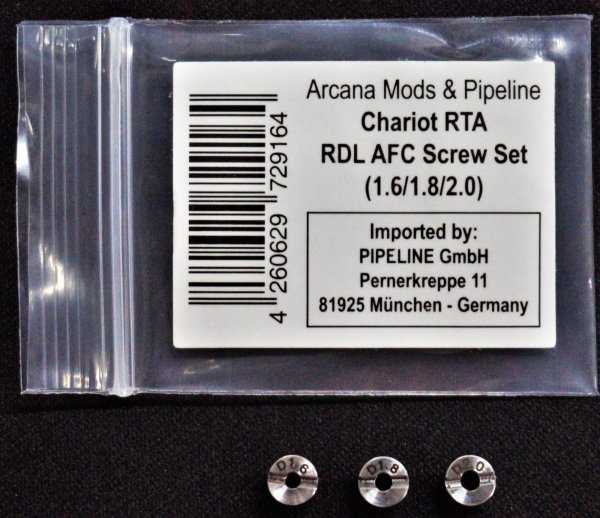 Arcana Mods & Pipeline
Chariot RTA
RDL AFC Screw Set
(1.6/1.8/2.0)
Imported by:
PIPELINE GmbH
Pernerkreppe 11
81925 München - Germany
4 260629 729164
D1.6
D1.8
D2.0